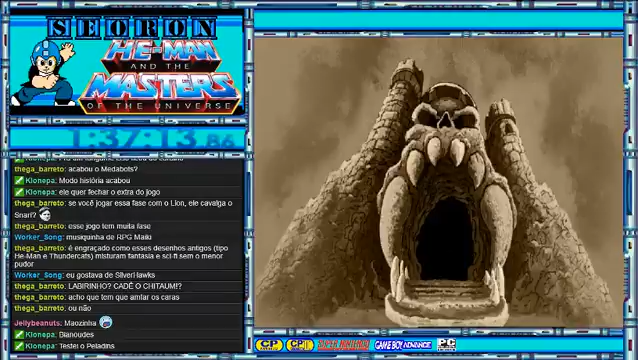 SEORON
HE-MAN
AND THE
MASTERS
OF THE UNIVERSE
thega_barreto: acabou o Medabots?
Klonepa: Modo história acabou
Klonepa: ele quer fechar o extra do jogo
thega_barreto: se você jogar essa fase com o Lion, ele cavalga o
Snarf?
thega_barreto: esse jogo tem muita fase
Worker_Song: musiquinha de RPG Maiu
thega_barreto: é engraçado como esses desenhos antigos (tipo
He-Man e Thundercats) misturam fantasia e sci-fi sem o menor
pudor
Worker_Song: eu gostava de SilverHawks
thega_barreto: LABIRINHO? CADÊ O CHITAUM!?
thega_barreto: acho que tem que amfar os caras
thega_barreto: ou não
Jellybeanuts: Maozinha
Klonepa: Bianoudes
Klonepa: Testei o Peladins
SUPER NINTENDO
GAME BOY ADVANCE
PC